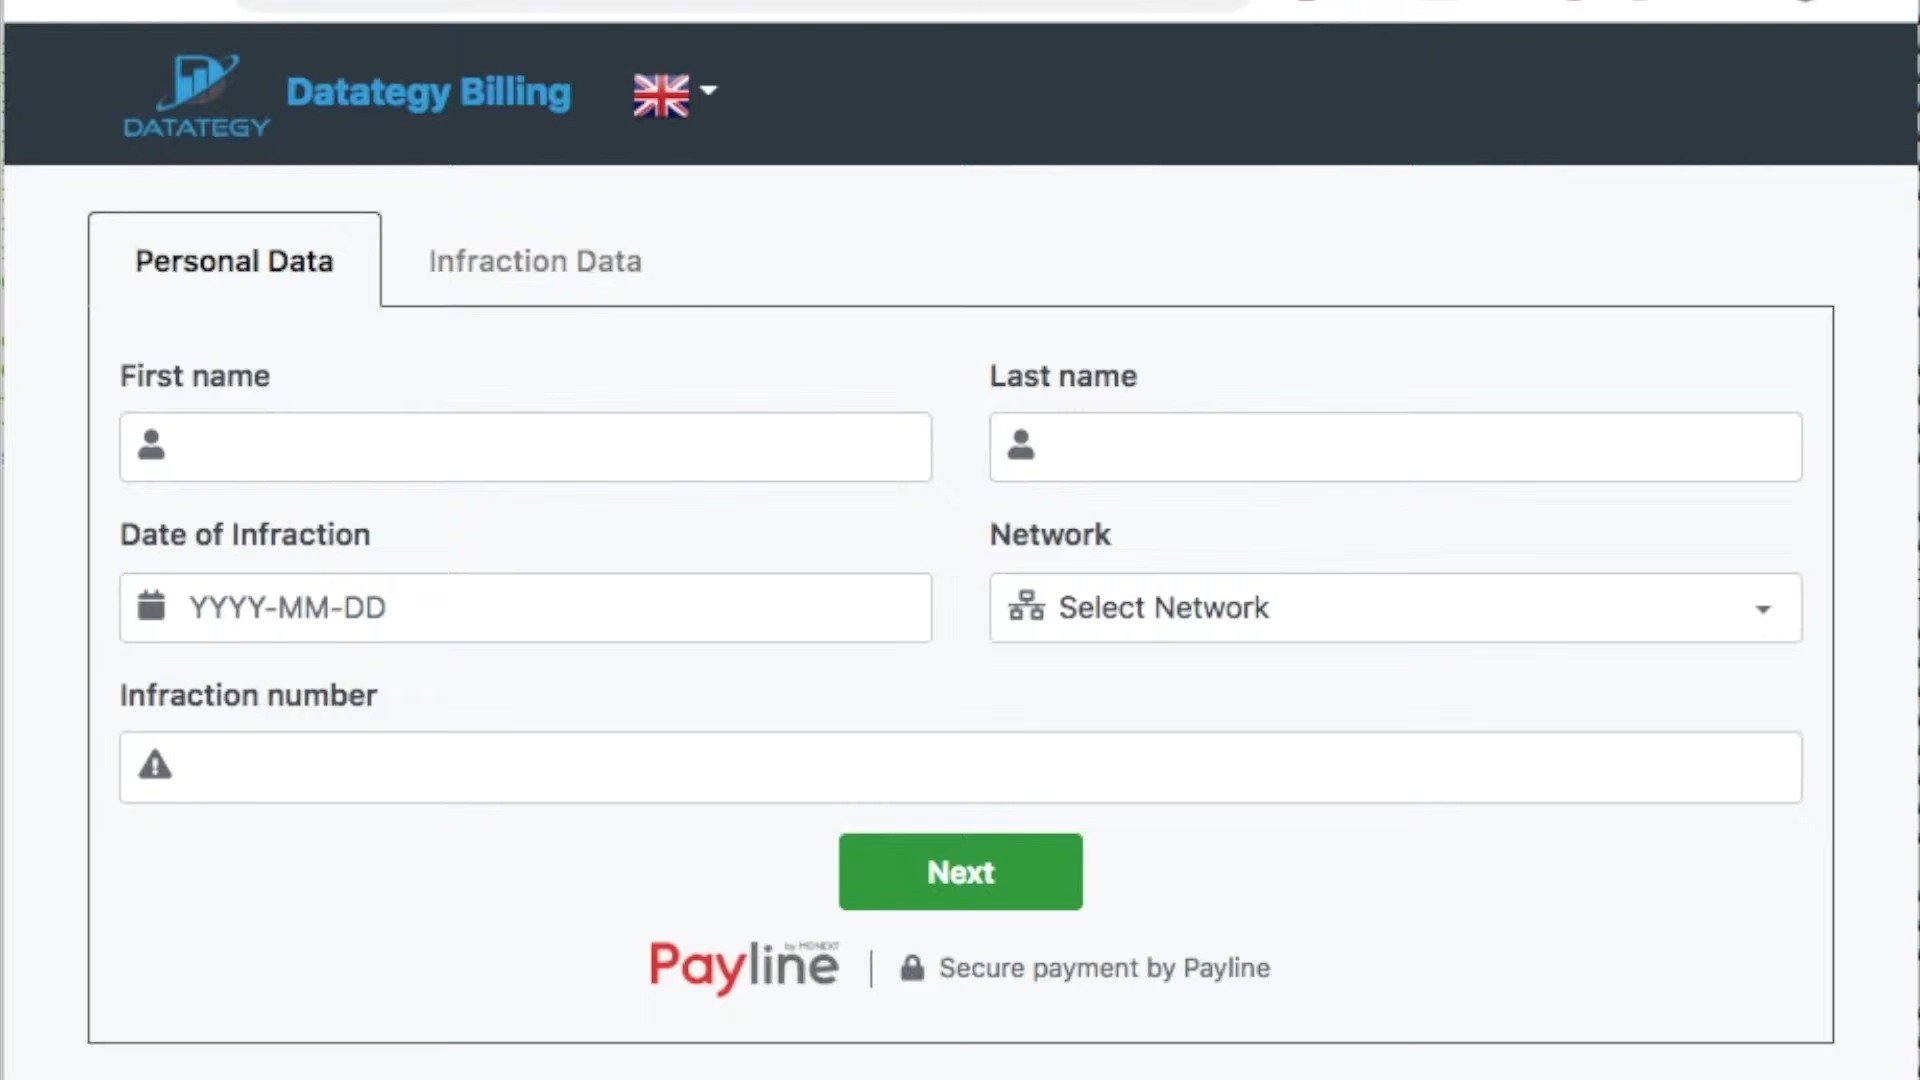 DATATEGY
Datategy Billing
Personal Data
Infraction Data
First name
Last name
Date of Infraction
Network
YYYY-MM-DD
Select Network
Infraction number
Next
Payline by MONEXT
Secure payment by Payline